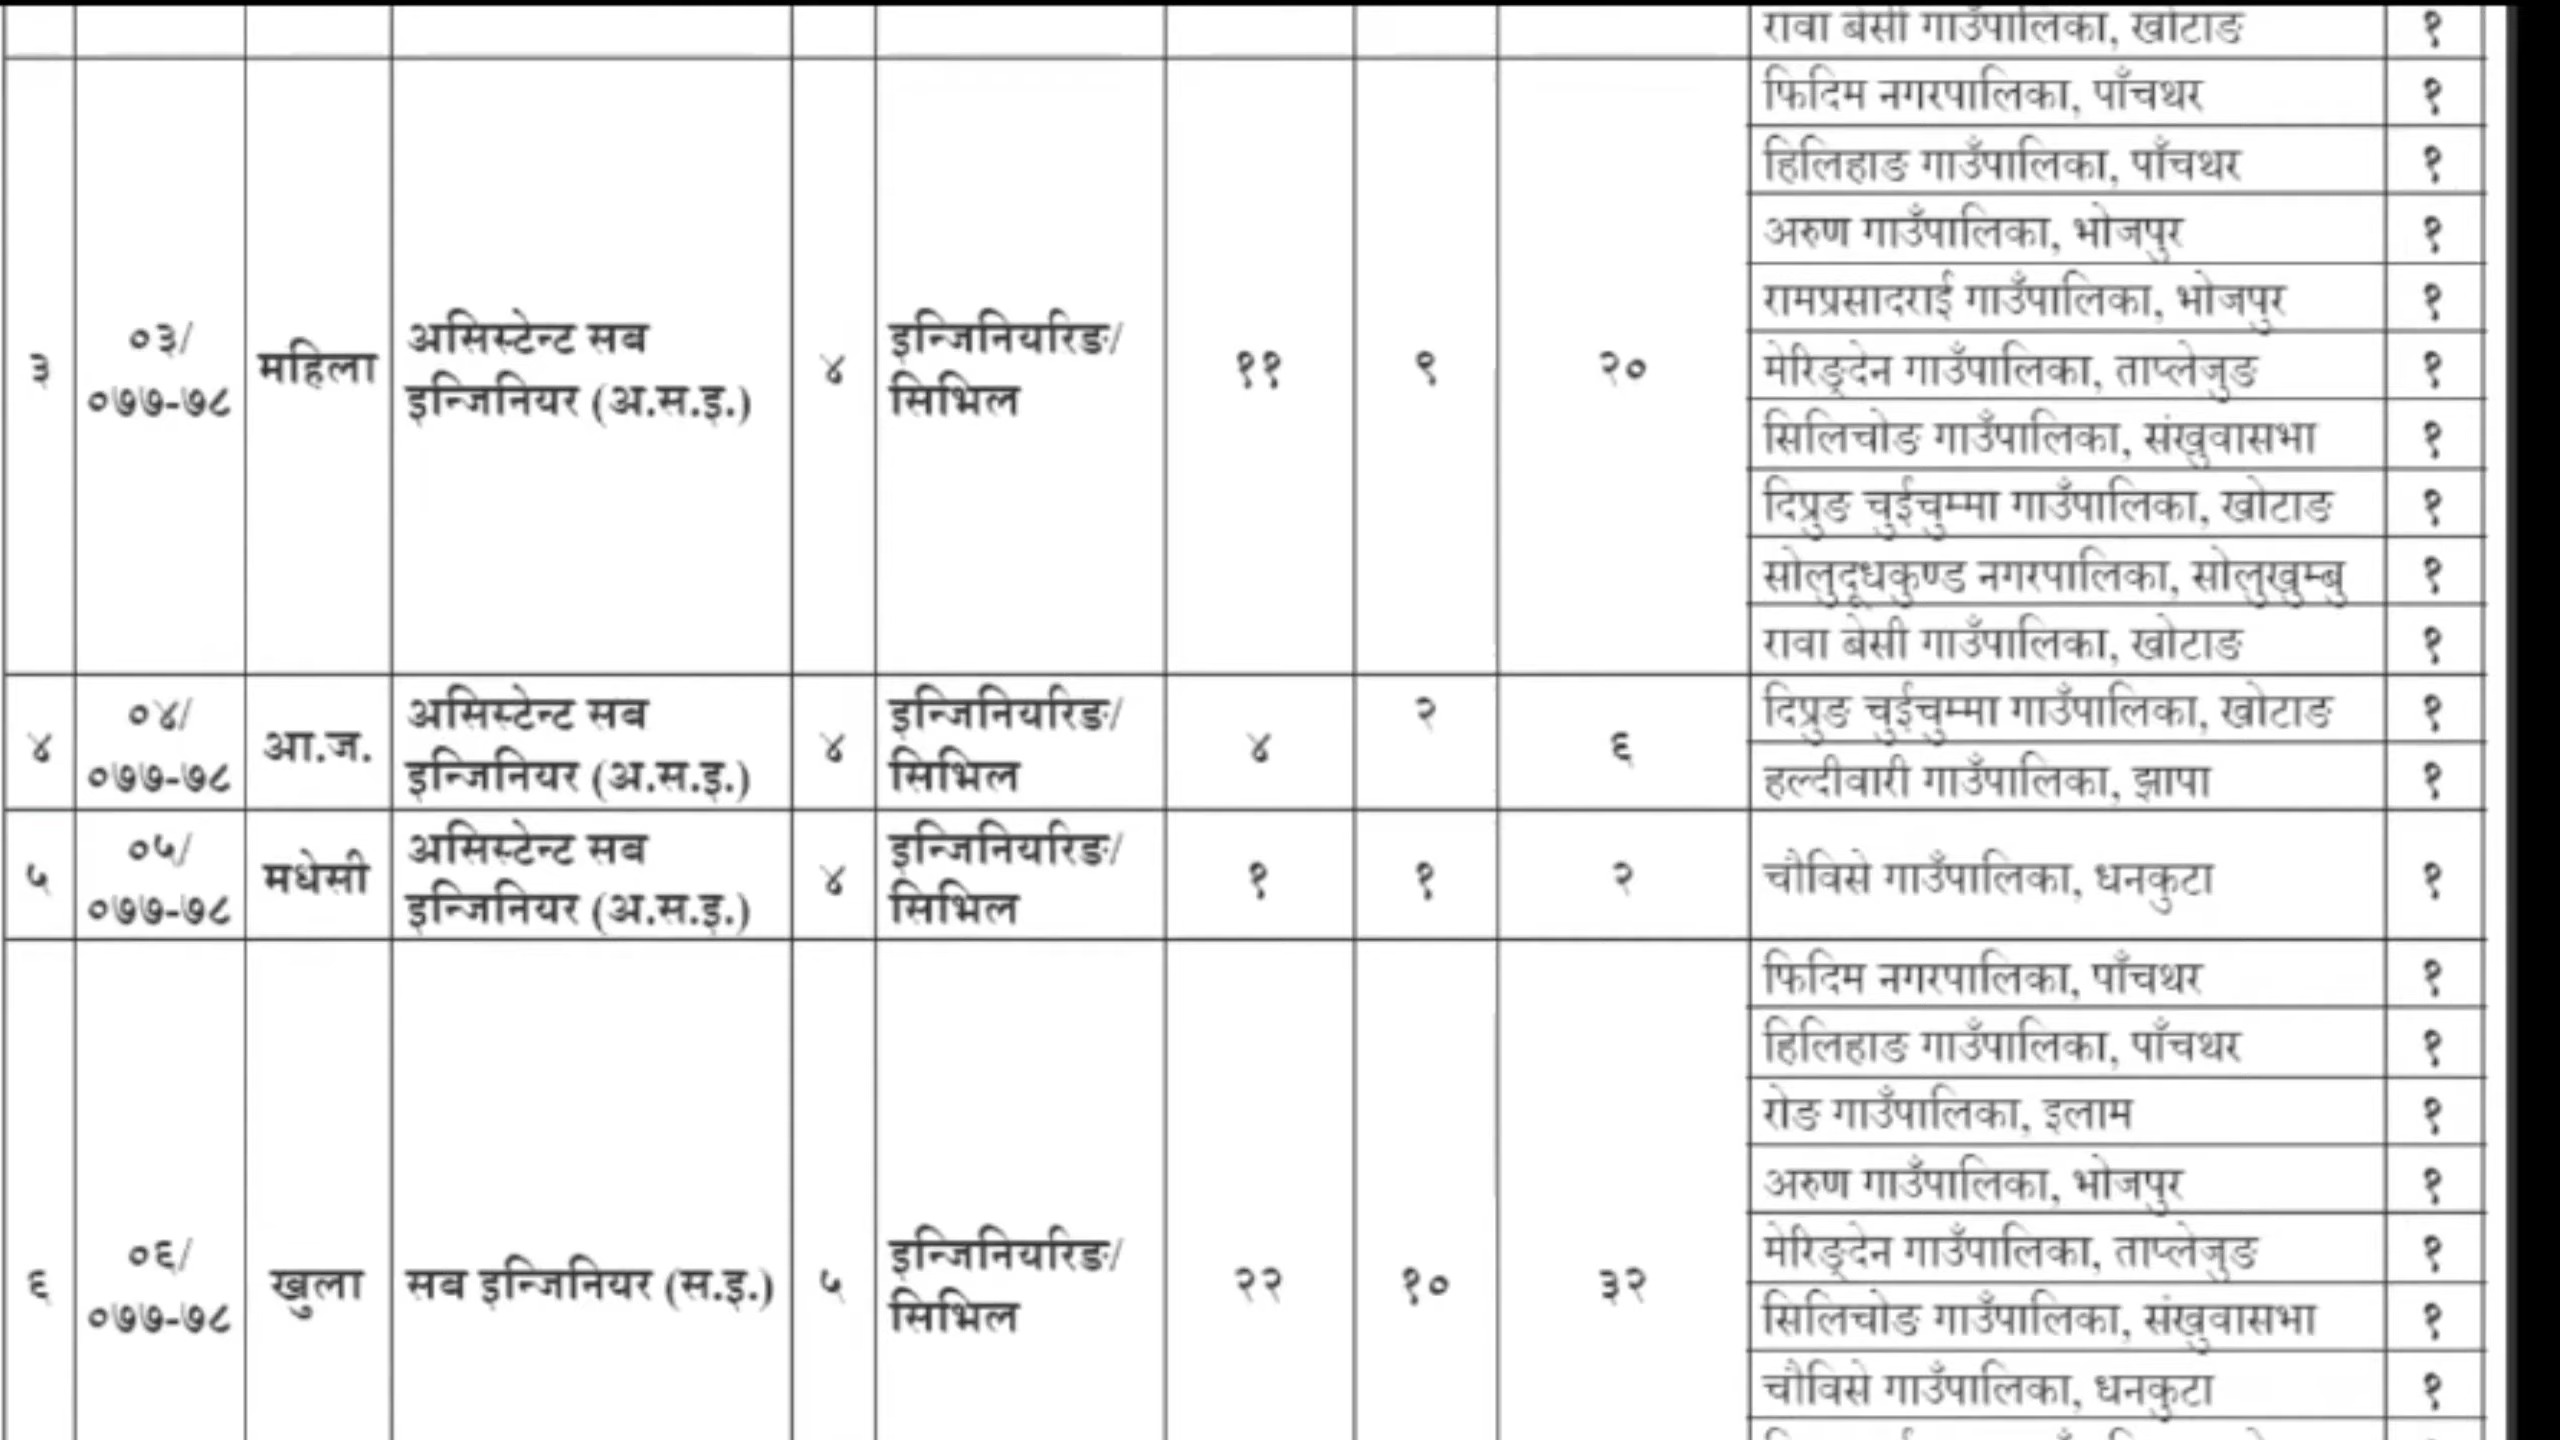 रावा बेसी गाउँपालिका, खोटाङ १
३
०३/
०७७-७८
महिला
असिस्टेन्ट सब
इन्जिनियर (अ.स.इ.)
४
इन्जिनियरिङ/
सिभिल
११
९
२०
फिदिम नगरपालिका, पाँचथर १
हिलिहाङ गाउँपालिका, पाँचथर १
अरुण गाउँपालिका, भोजपुर १
रामप्रसादराई गाउँपालिका, भोजपुर १
मेरिङ्देन गाउँपालिका, ताप्लेजुङ १
सिलिचोङ गाउँपालिका, संखुवासभा १
दिप्रुङ चुईचुम्मा गाउँपालिका, खोटाङ १
सोलुदूधकुण्ड नगरपालिका, सोलुखुम्बु १
रावा बेसी गाउँपालिका, खोटाङ १
४
०४/
०७७-७८
आ.ज.
असिस्टेन्ट सब
इन्जिनियर (अ.स.इ.)
४
इन्जिनियरिङ/
सिभिल
४
२
६
दिप्रुङ चुईचुम्मा गाउँपालिका, खोटाङ १
हल्दीवारी गाउँपालिका, झापा १
५
०५/
०७७-७८
मधेसी
असिस्टेन्ट सब
इन्जिनियर (अ.स.इ.)
४
इन्जिनियरिङ/
सिभिल
१
१
२
चौविसे गाउँपालिका, धनकुटा १
६
०६/
०७७-७८
खुला
सब इन्जिनियर (स.इ.)
५
इन्जिनियरिङ/
सिभिल
२२
१०
३२
फिदिम नगरपालिका, पाँचथर १
हिलिहाङ गाउँपालिका, पाँचथर १
रोङ गाउँपालिका, इलाम १
अरुण गाउँपालिका, भोजपुर १
मेरिङ्देन गाउँपालिका, ताप्लेजुङ १
सिलिचोङ गाउँपालिका, संखुवासभा १
चौविसे गाउँपालिका, धनकुटा १